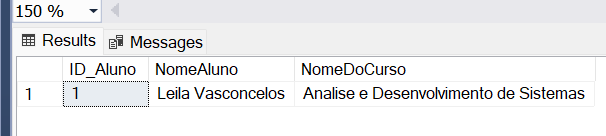 150 %
Results Messages
ID_Aluno NomeAluno NomeDoCurso
1 1 Leila Vasconcelos Analise e Desenvolvimento de Sistemas